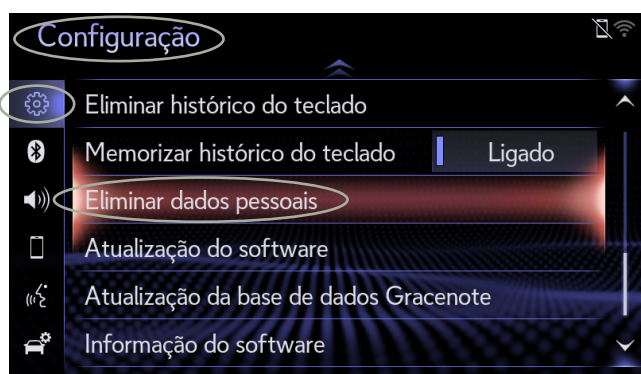 Configuração
Eliminar histórico do teclado
Memorizar histórico do teclado Ligado
Eliminar dados pessoais
Atualização do software
Atualização da base de dados Gracenote
Informação do software